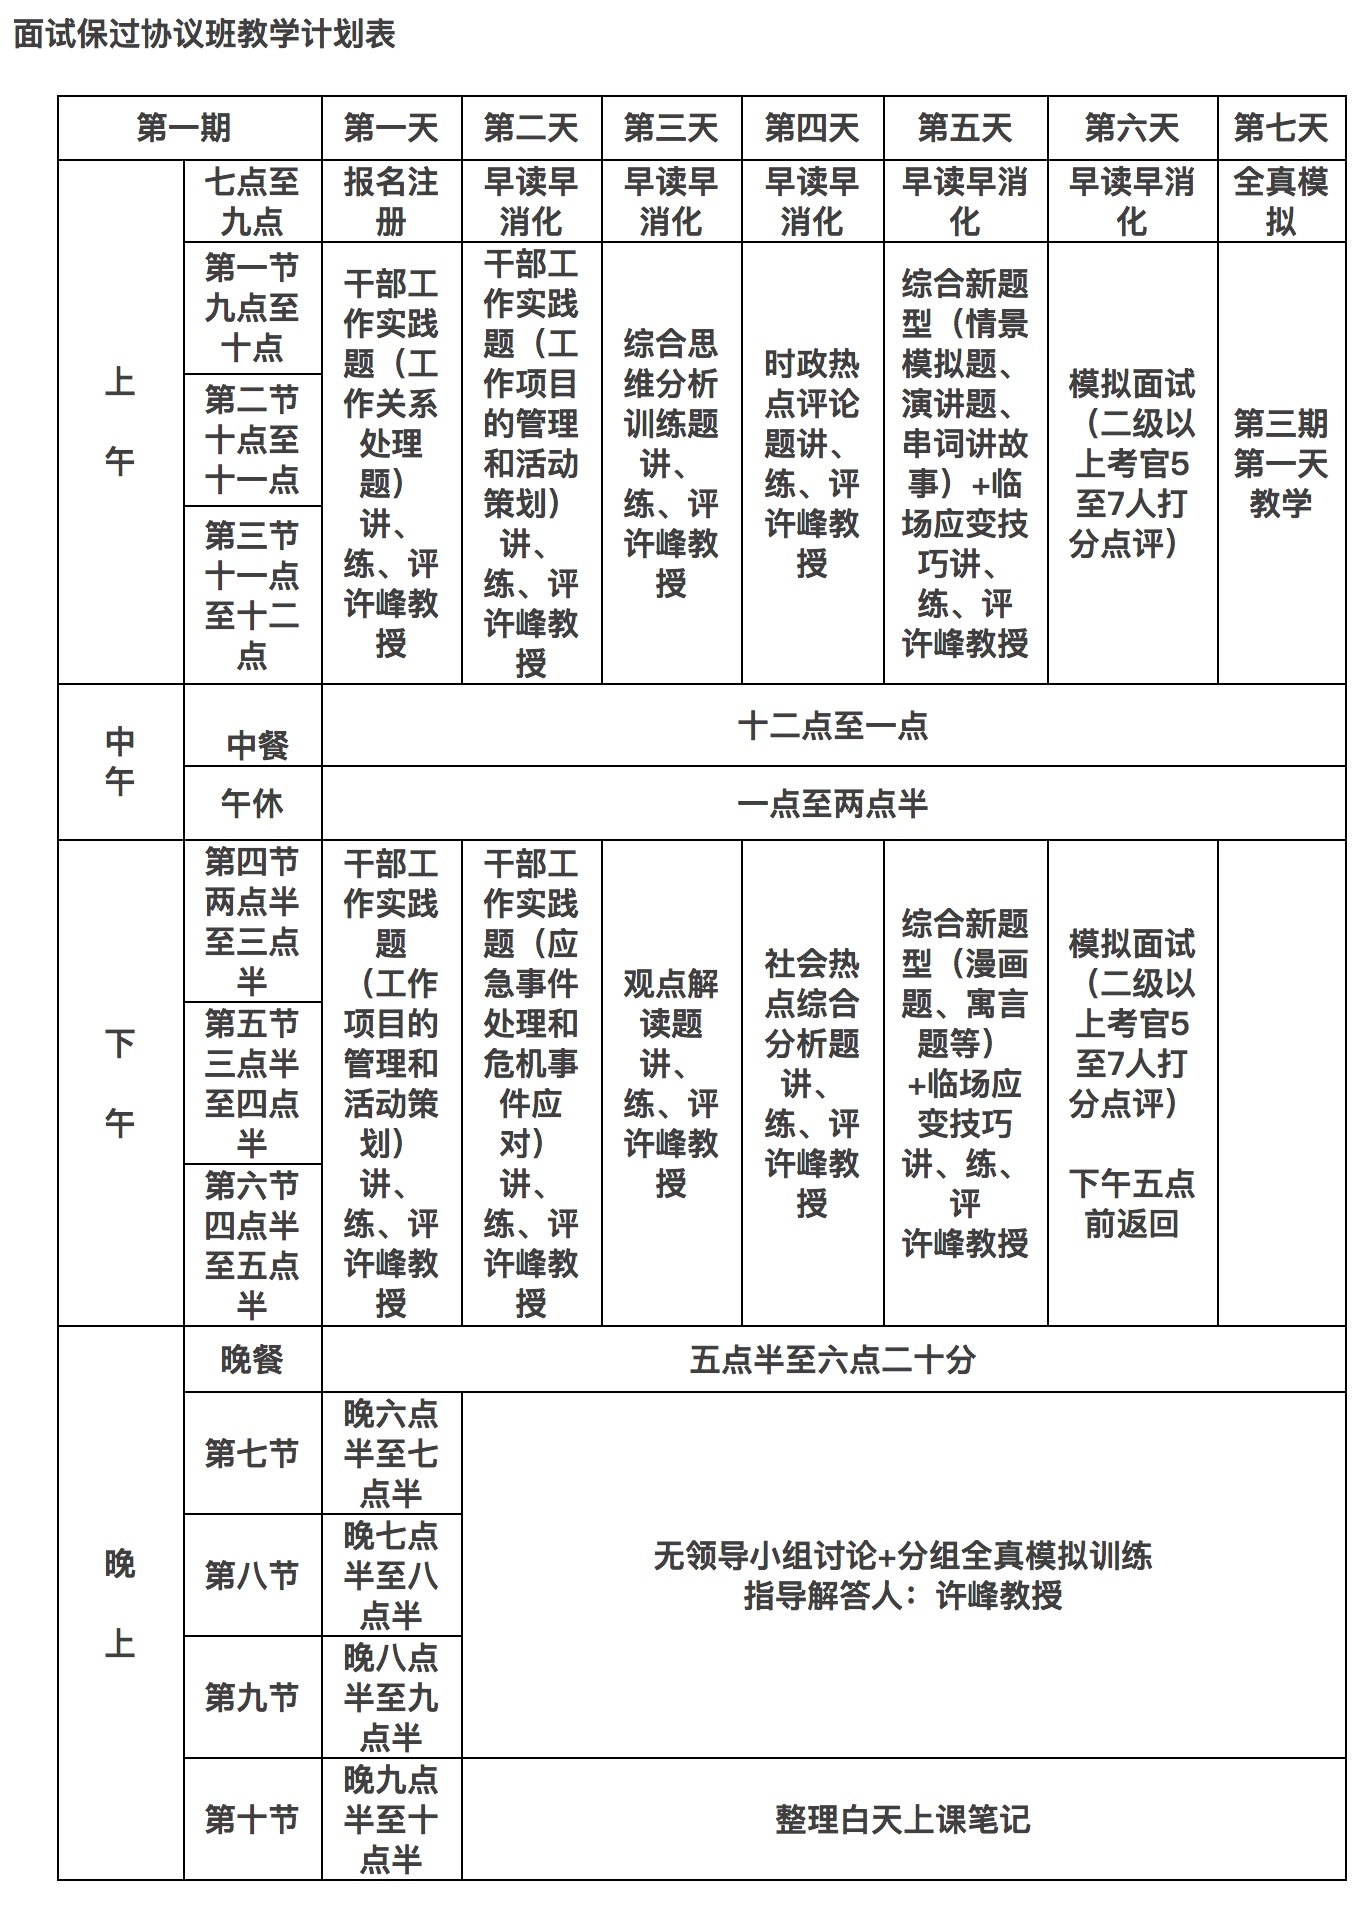 面试保过协议班教学计划表
第一期
第一天
第二天
第三天
第四天
第五天
第六天
第七天
上
午
七点至
九点
报名注
册
早读早
消化
早读早
消化
早读早
消化
早读早消
化
早读早消
化
全真模
拟
第一节
九点至
十点
第二节
十点至
十一点
第三节
十一点
至十二
点
干部工
作实践
题（工
作关系
处理
题）
讲、
练、评
许峰教
授
干部工
作实践
题（工
作项目
的管理
和活动
策划）
讲、
练、评
许峰教
授
综合思
维分析
训练题
讲、
练、评
许峰教
授
时政热
点评论
题讲、
练、评
许峰教
授
综合新题
型（情景
模拟题、
演讲题、
串词讲故
事）+临
场应变技
巧讲、
练、评
许峰教授
模拟面试
（二级以
上考官5
至7人打
分点评）
第三期
第一天
教学
中
午
中餐
十二点至一点
午休
一点至两点半
下
午
第四节
两点半
至三点
半
第五节
三点半
至四点
半
第六节
四点半
至五点
半
干部工
作实践
题
（工作
项目的
管理和
活动策
划）
讲、
练、评
许峰教
授
干部工
作实践
题（应
急事件
处理和
危机事
件应
对）
讲、
练、评
许峰教
授
观点解
读题
讲、
练、评
许峰教
授
社会热
点综合
分析题
讲、
练、评
许峰教
授
综合新题
型（漫画
题、寓言
题等）
+临场应
变技巧
讲、练、
评
许峰教授
模拟面试
（二级以
上考官5
至7人打
分点评）
下午五点
前返回
晚
上
晚餐
五点半至六点二十分
第七节
晚六点
半至七
点半
第八节
晚七点
半至八
点半
第九节
晚八点
半至九
点半
无领导小组讨论+分组全真模拟训练
指导解答人：许峰教授
第十节
晚九点
半至十
点半
整理白天上课笔记